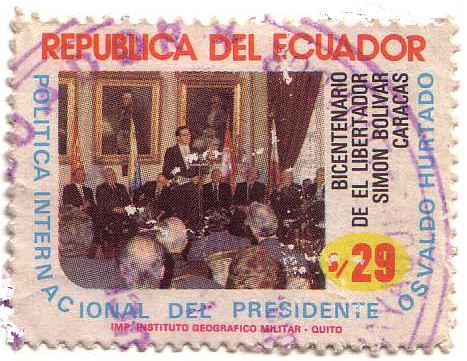 REPUBLICA DEL ECUADOR
POLITICA INTERNACIONAL DEL PRESIDENTE OSVALDO HURTADO
BICENTENARIO
DE EL LIBERTADOR
SIMON BOLIVAR
CARACAS
S/ 29
IMP. INSTITUTO GEOGRAFICO MILITAR - QUITO